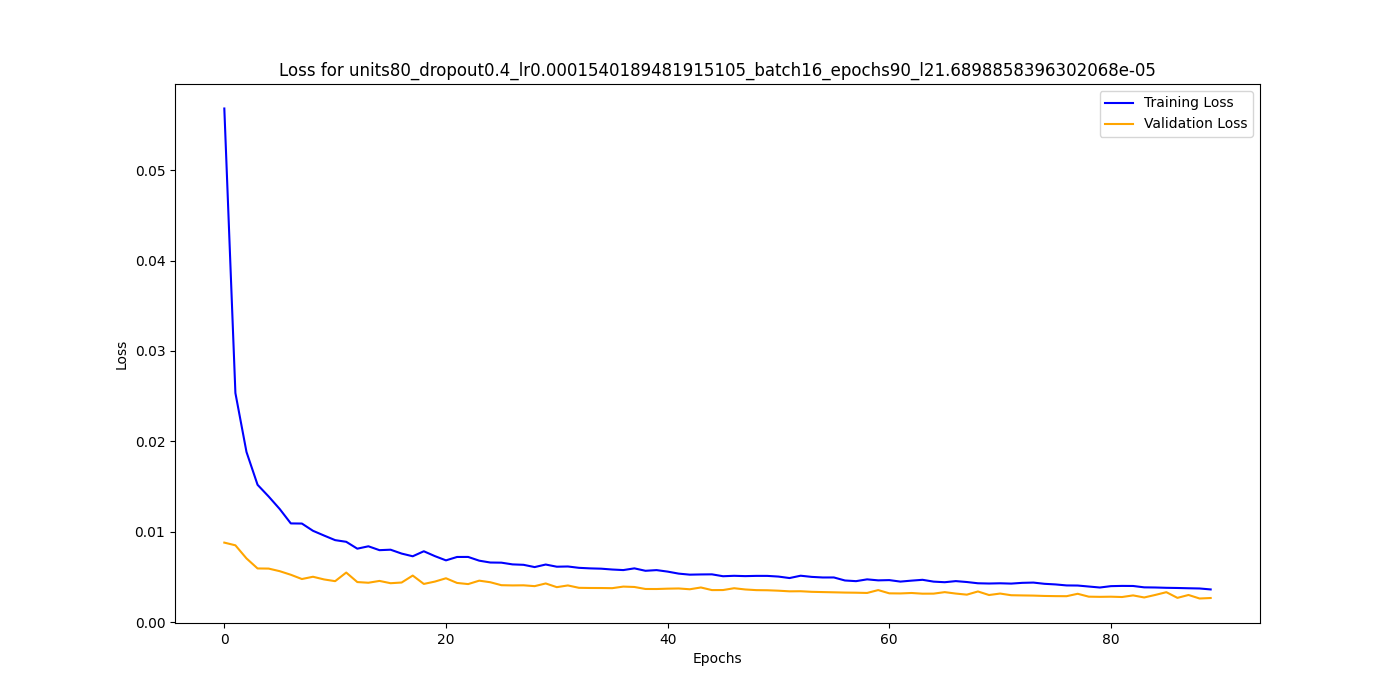 Loss for units80_dropout0.4_lr0.0001540189481915105_batch16_epochs90_l21.6898858396302068e-05
Training Loss
Validation Loss
0.05
0.04
0.03
0.02
0.01
0.00
Loss
0 20 40 60 80
Epochs